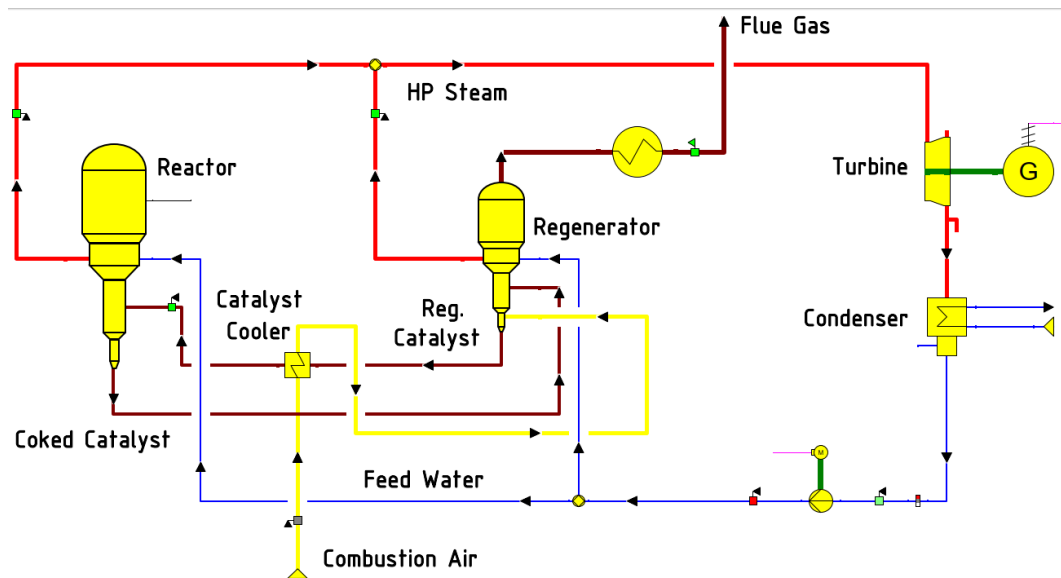 Flue Gas
HP Steam
Reactor
Turbine
G
Regenerator
Catalyst
Cooler
Reg.
Catalyst
Condenser
Coked Catalyst
M
Feed Water
Combustion Air